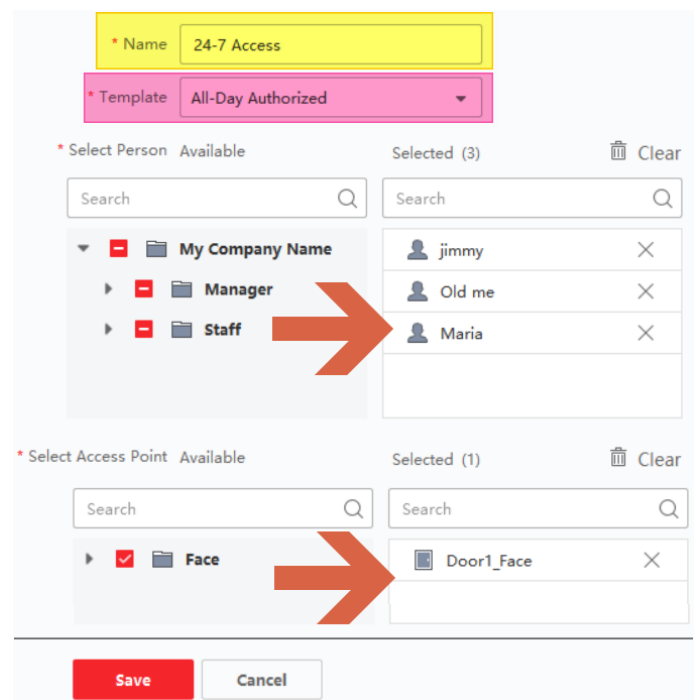 * Name 24-7 Access
* Template All-Day Authorized
* Select Person Available Selected (3) Clear
Search Search
My Company Name jimmy
Manager Old me
Staff Maria
* Select Access Point Available Selected (1) Clear
Search Search
Face Door1_Face
Save Cancel